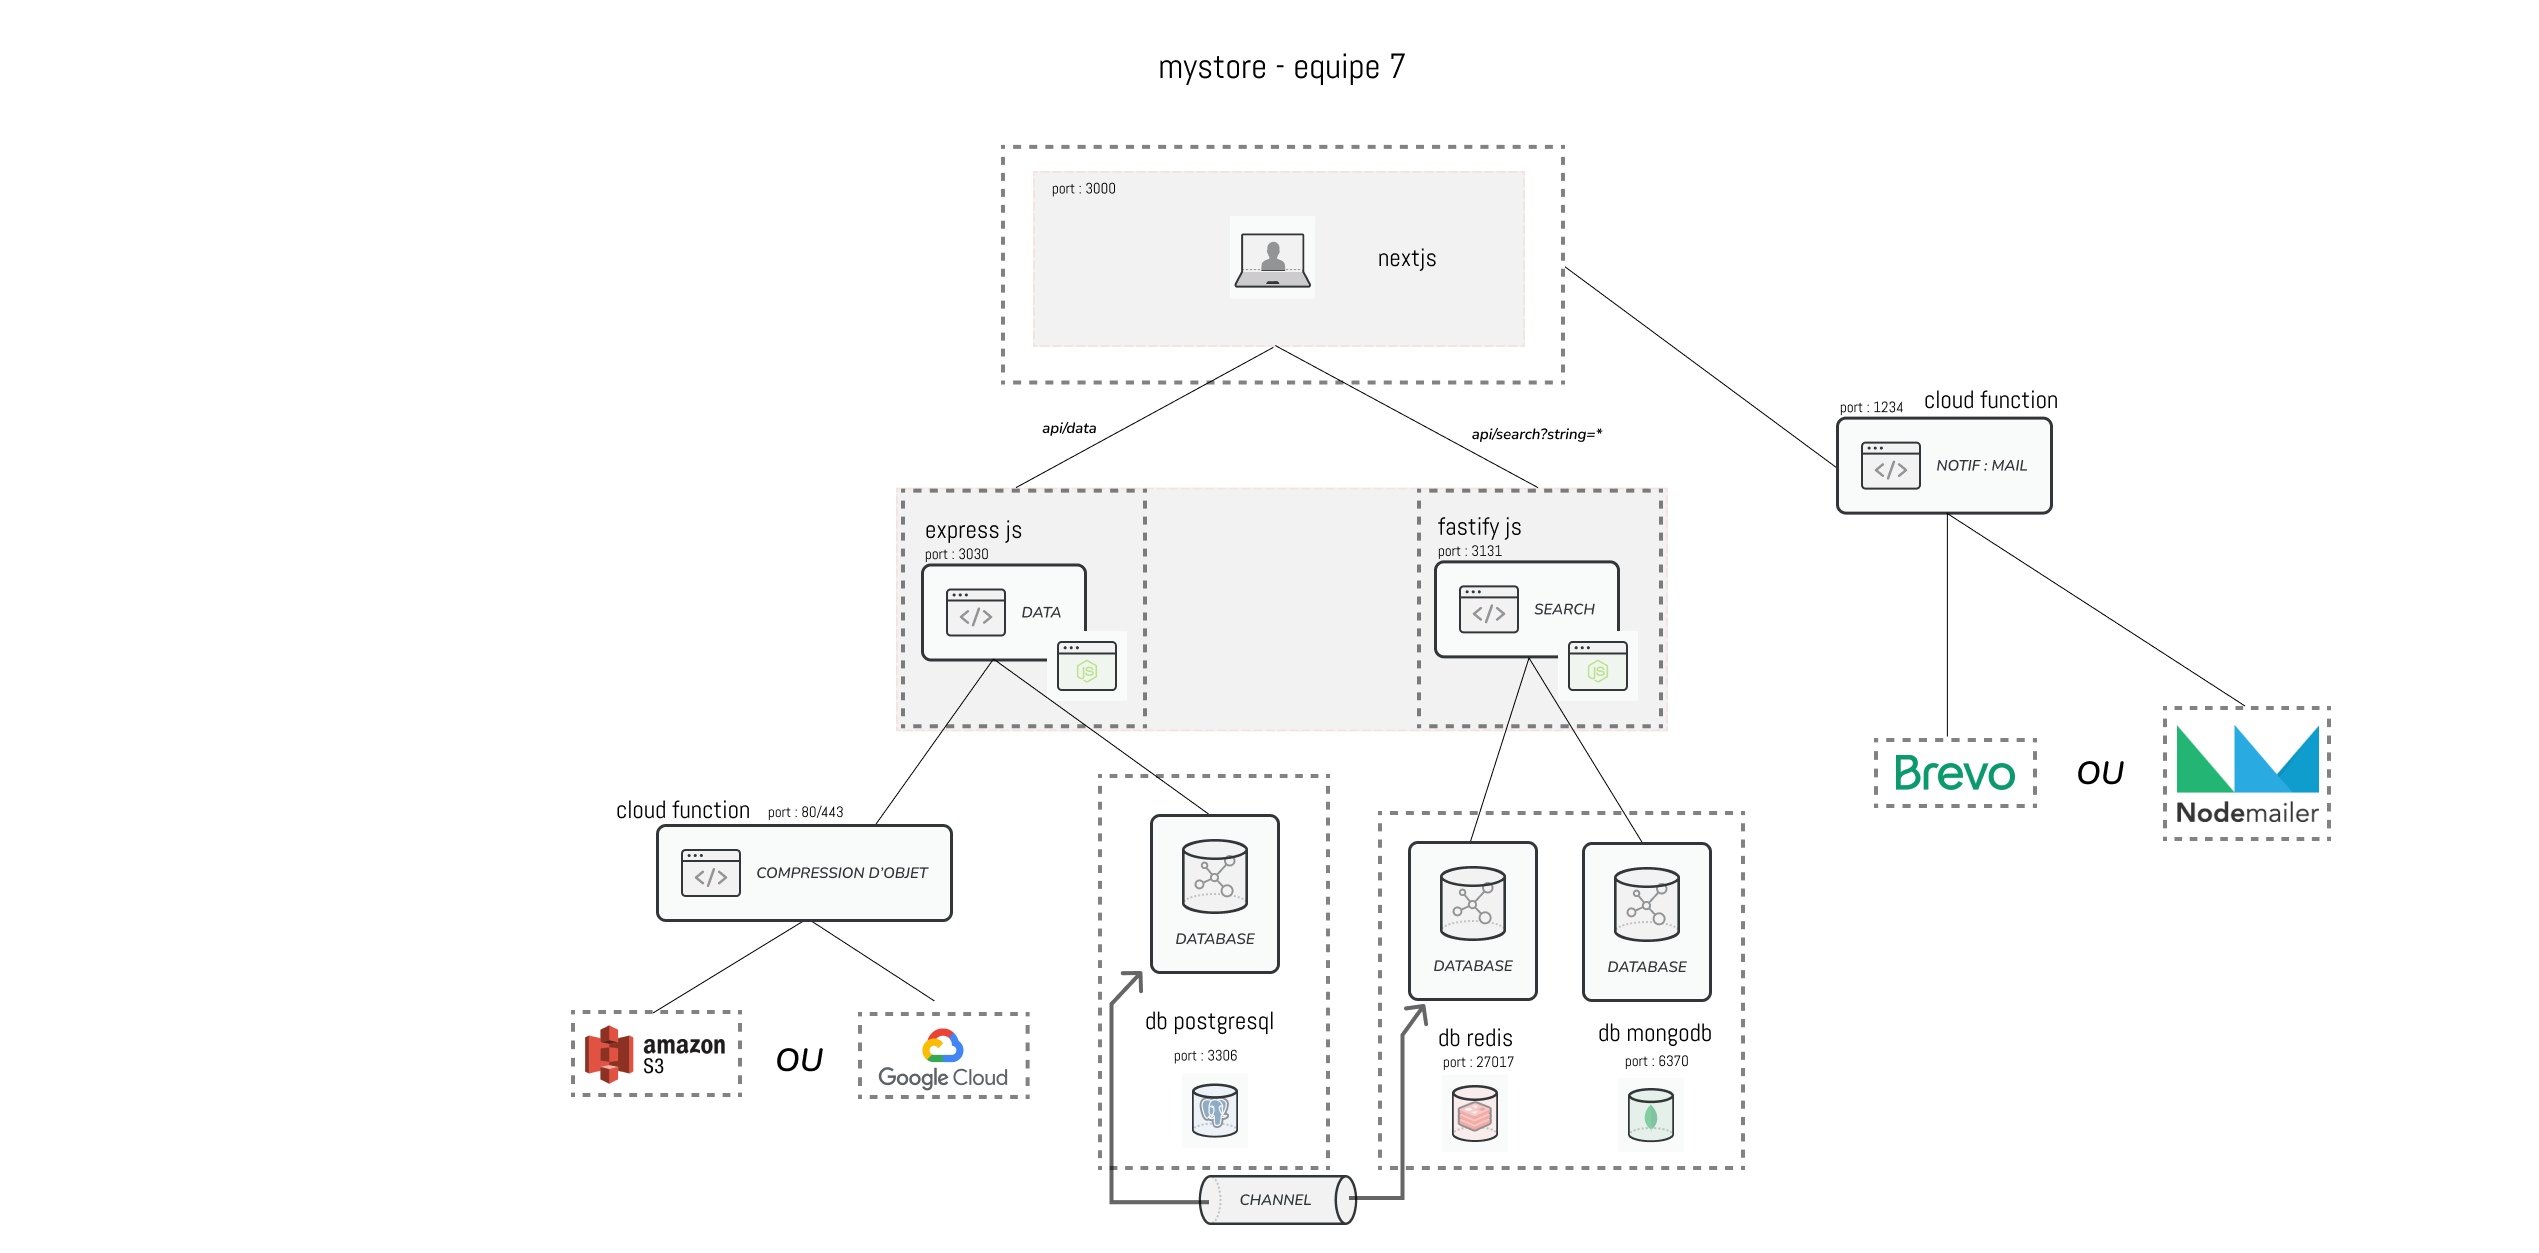 mystore - equipe 7
port : 3000
nextjs
api/data
api/search?string=*
port : 1234
cloud function
NOTIF : MAIL
express js
port : 3030
DATA
JS
fastify js
port : 3131
SEARCH
JS
cloud function
port : 80/443
COMPRESSION D'OBJET
DATABASE
DATABASE
DATABASE
Brevo
OU
Nodemailer
amazon
S3
OU
Google Cloud
db postgresql
port : 3306
db redis
port : 27017
db mongodb
port : 6370
CHANNEL